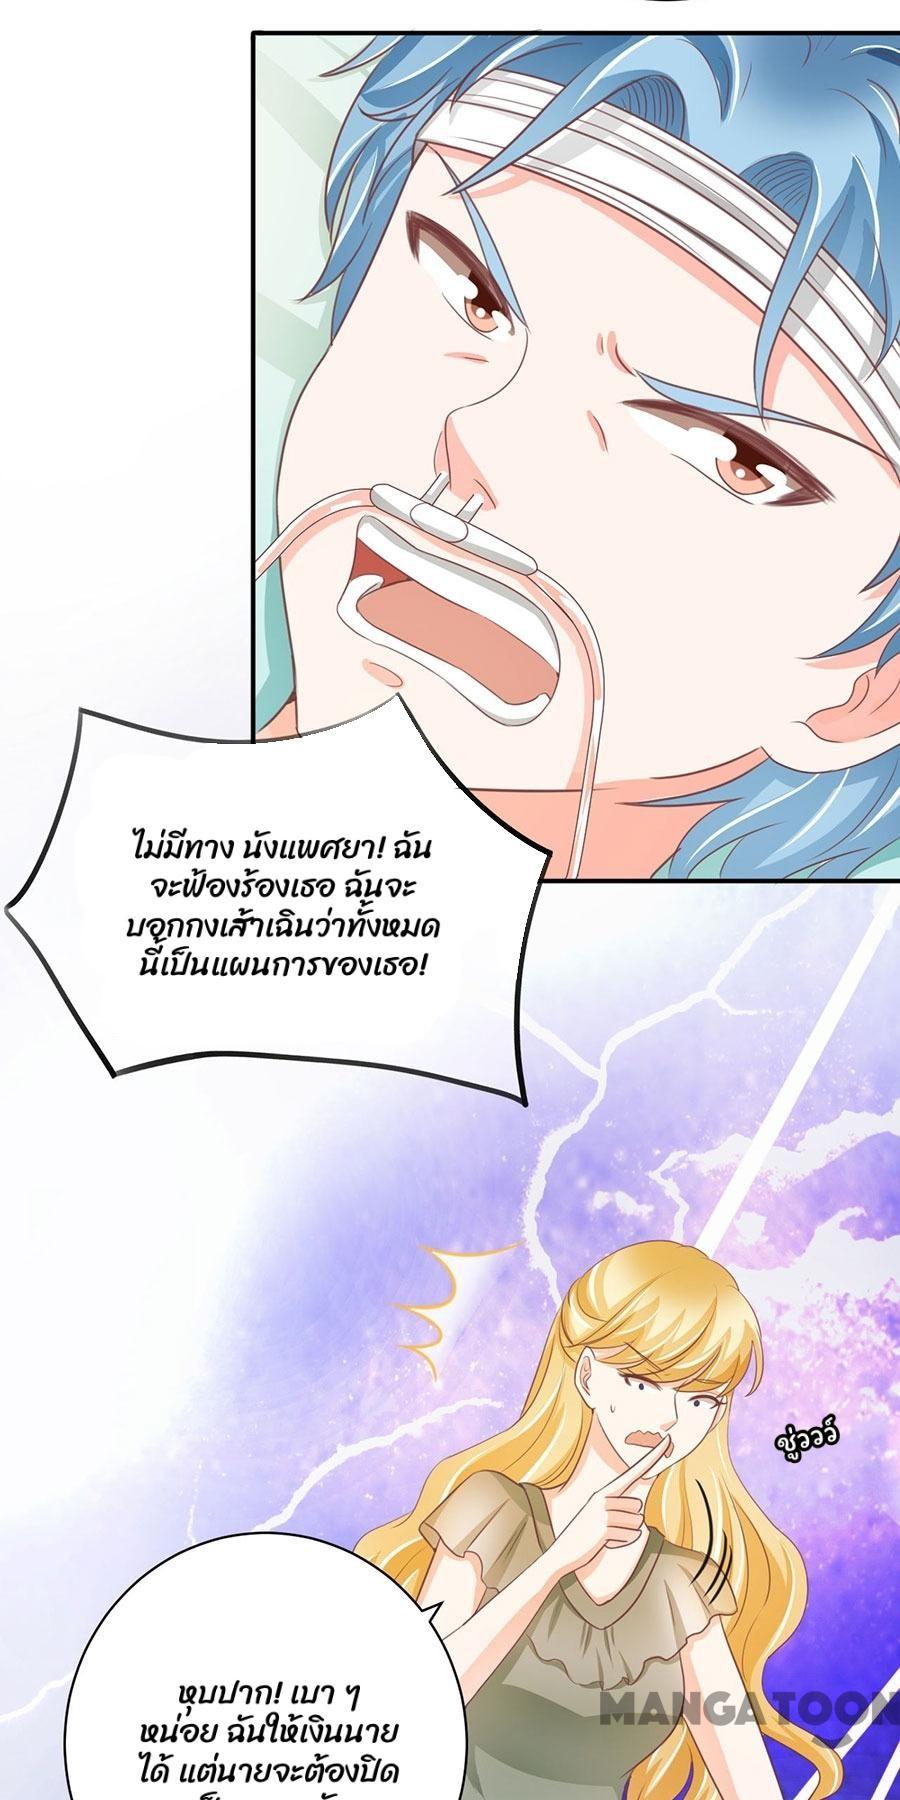 ไม่มีทาง นังแพศยา! ฉัน
จะฟ้องร้องเธอ ฉันจะ
บอกกงเส้าเฉินว่าทั้งหมด
นี้เป็นแผนการของเธอ!
ชู่ววว์
หุบปาก! เบา ๆ
หน่อย ฉันให้เงินนาย
ได้ แต่นายจะต้องปิด
MANGATOON